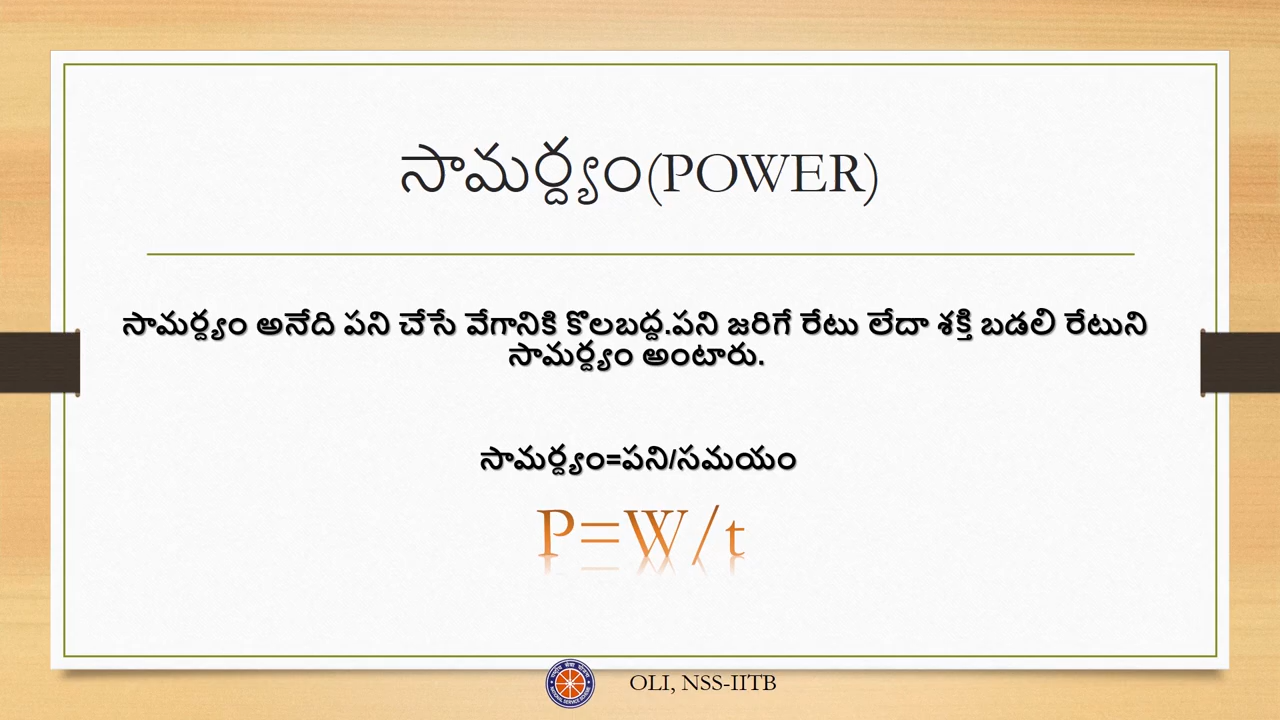 సామర్ద్యం(POWER)
సామర్ద్యం అనేది పని చేసే వేగానికి కొలబద్ద.పని జరిగే రేటు లేదా శక్తి బడలి రేటుని
సామర్ద్యం అంటారు.
సామర్ద్యం=పని/సమయం
P=W/t
OLI, NSS-IITB